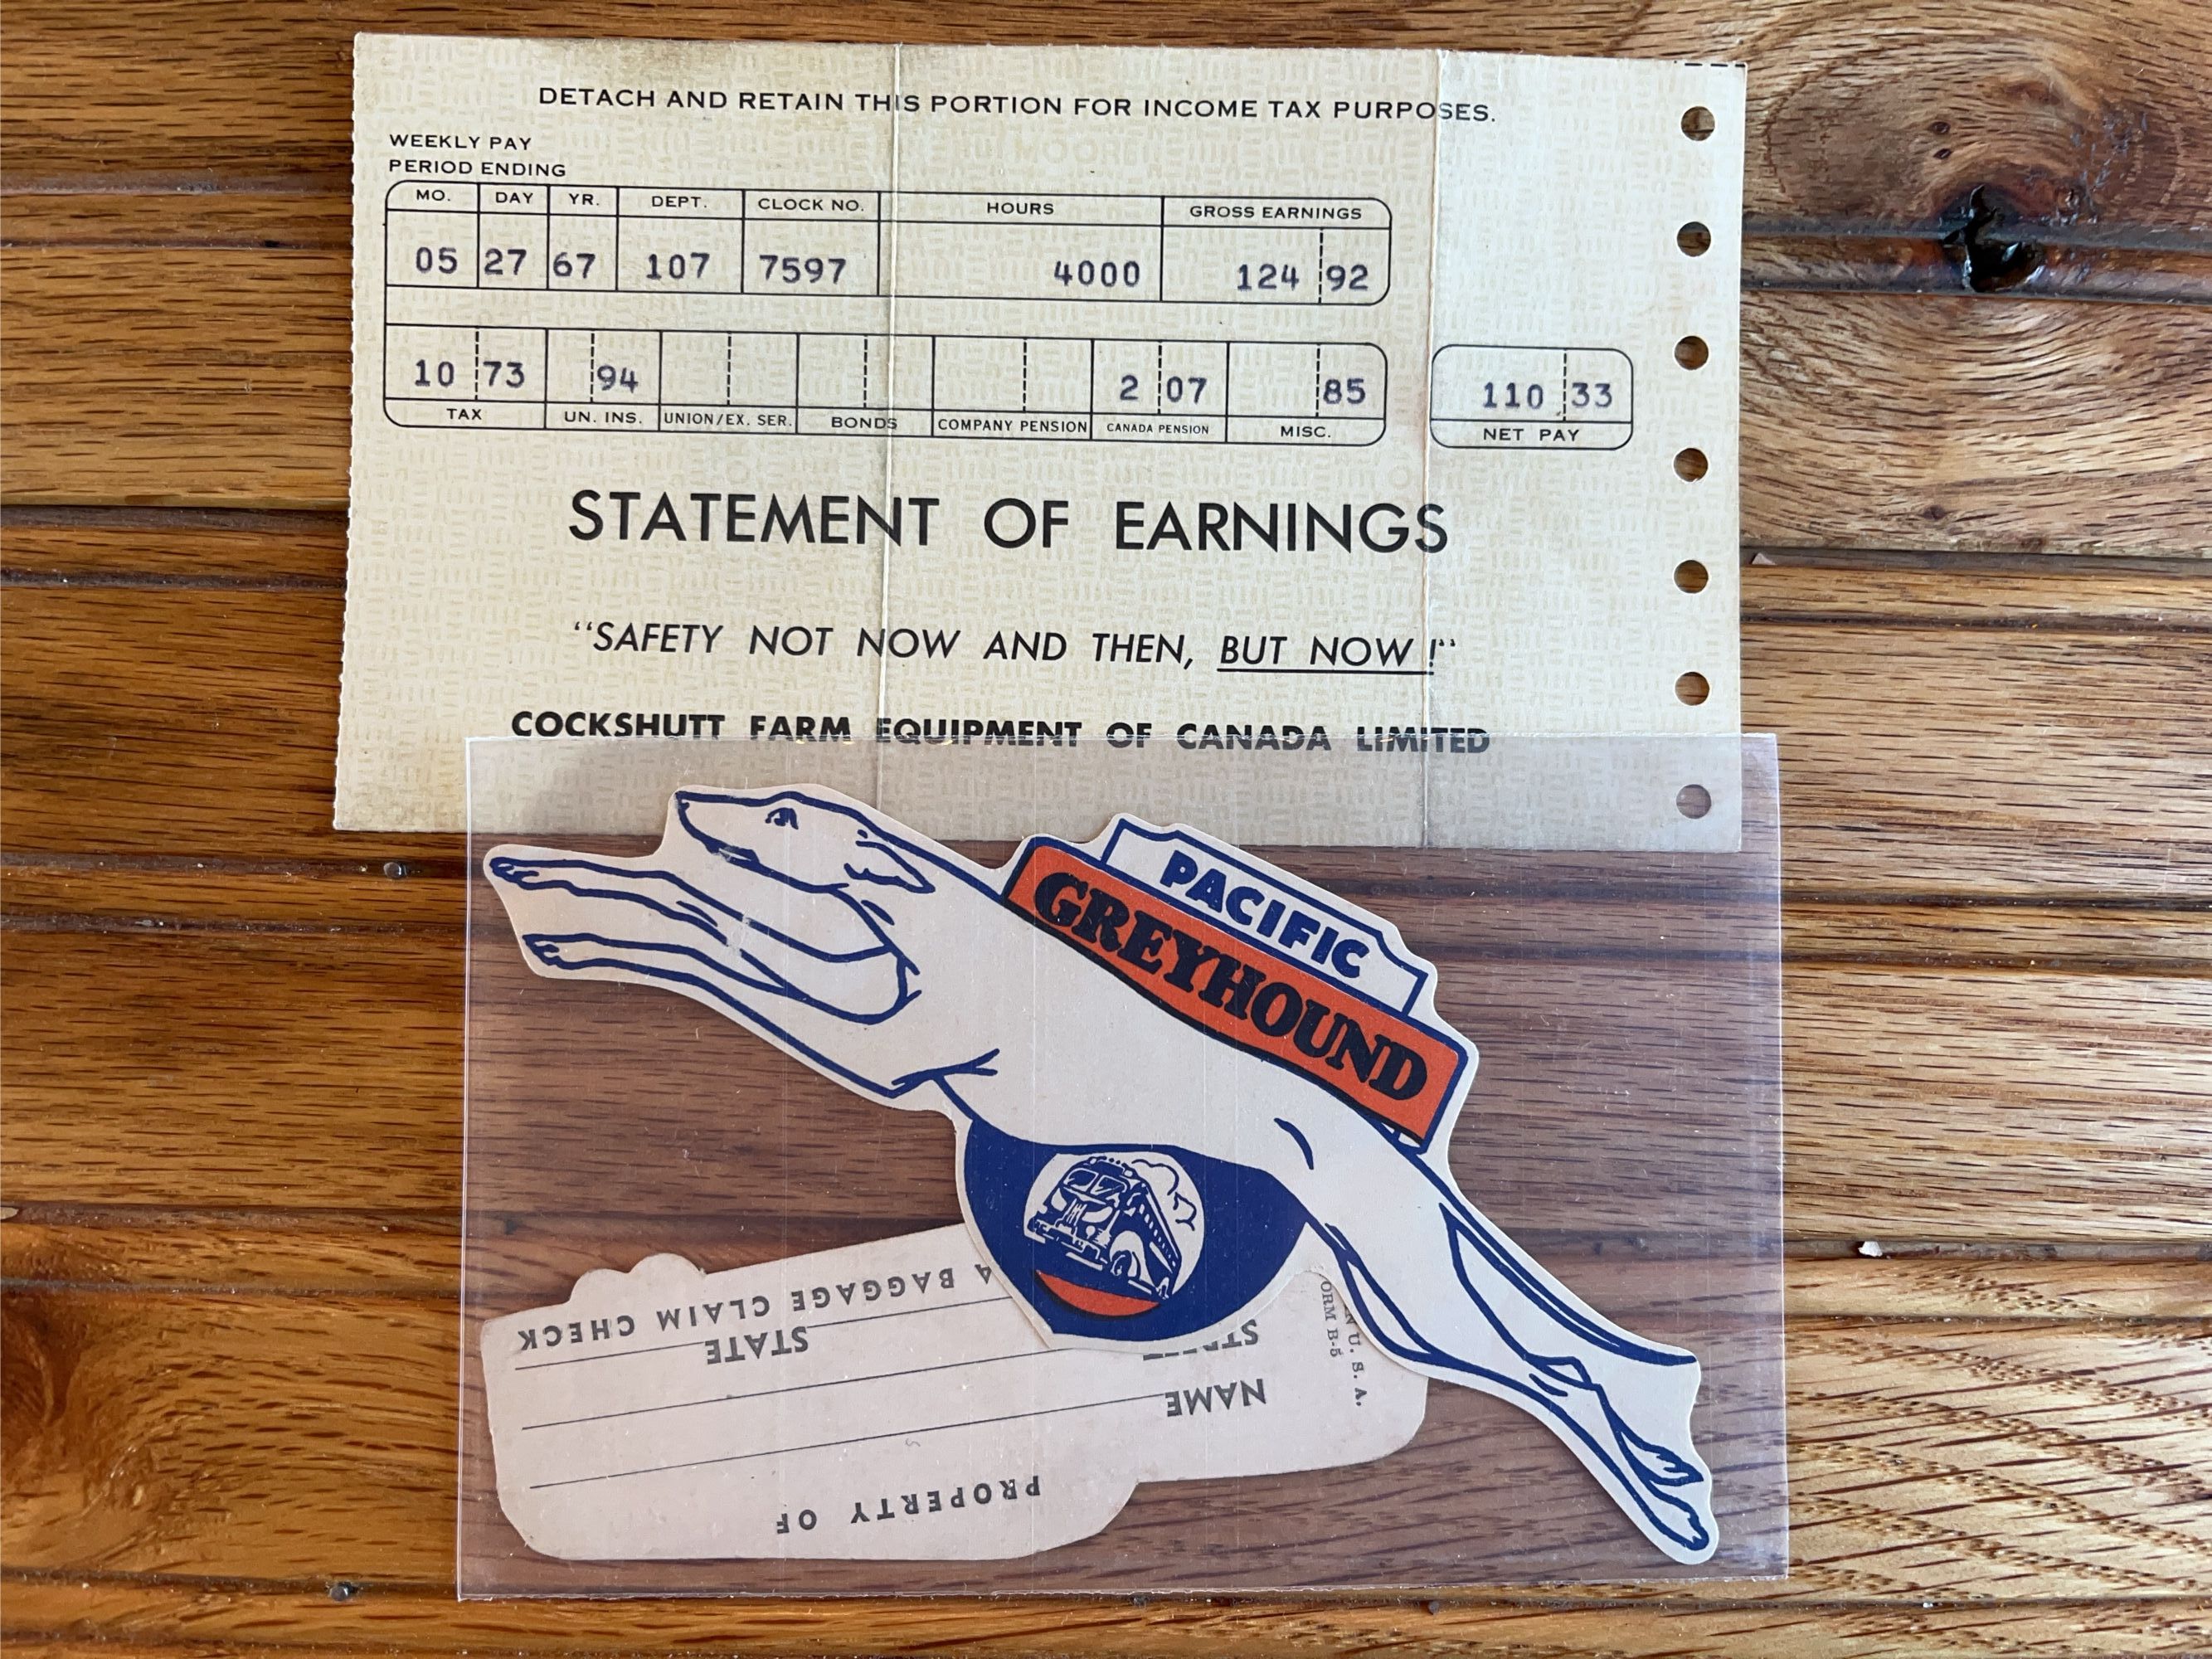 DETACH AND RETAIN THIS PORTION FOR INCOME TAX PURPOSES.
WEEKLY PAY
PERIOD ENDING
MO. DAY YR. DEPT. CLOCK NO. HOURS GROSS EARNINGS
05 27 67 107 7597 4000 124 92
10 73 94 2 07 85 110 33
TAX UN. INS. UNION/EX. SER. BONDS COMPANY PENSION CANADA PENSION MISC. NET PAY
STATEMENT OF EARNINGS
"SAFETY NOT NOW AND THEN, BUT NOW!"
COCKSHUTT FARM EQUIPMENT OF CANADA LIMITED
PACIFIC
GREYHOUND
PROPERTY OF
NAME
STATE
A BAGGAGE CLAIM CHECK
U. S. A.
B-5